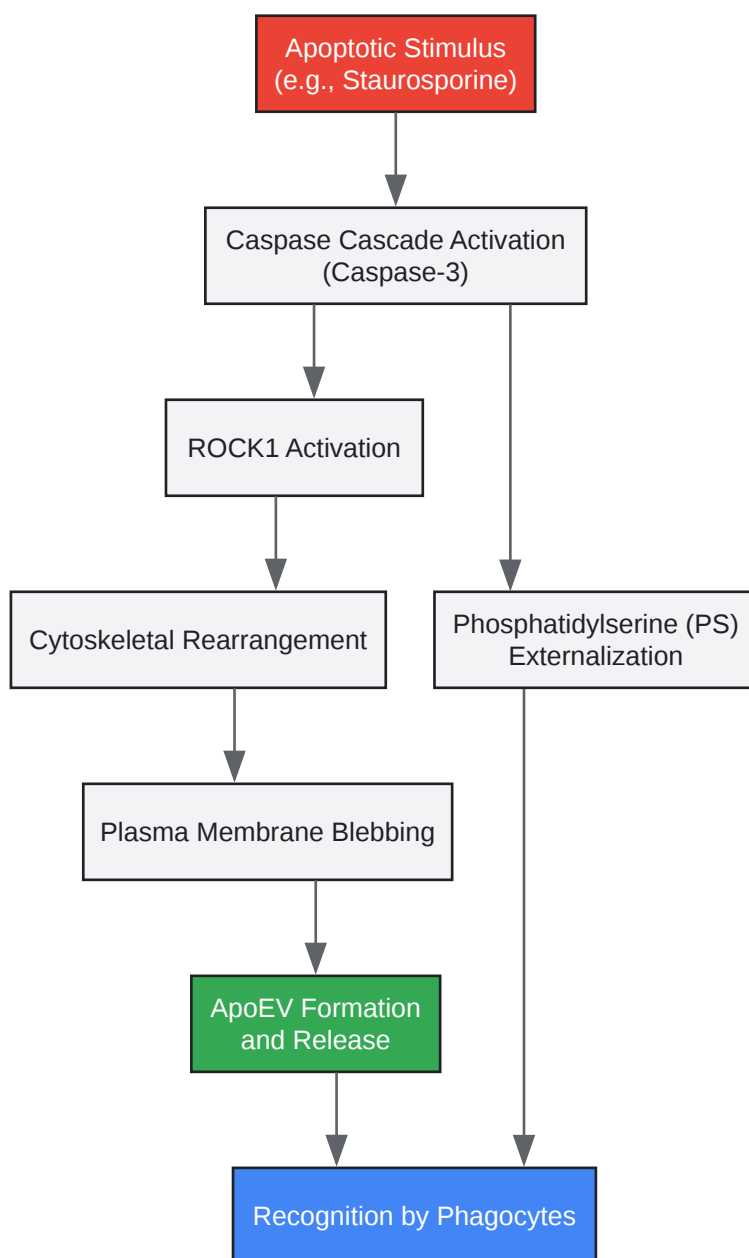 Apoptotic Stimulus
(e.g., Staurosporine)
Caspase Cascade Activation
(Caspase-3)
ROCK1 Activation
Cytoskeletal Rearrangement
Phosphatidylserine (PS)
Externalization
Plasma Membrane Blebbing
ApoEV Formation
and Release
Recognition by Phagocytes